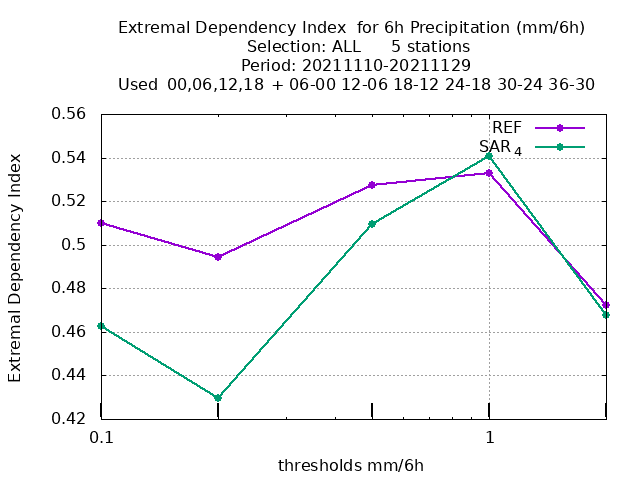 Extremal Dependency Index  for 6h Precipitation (mm/6h)
Selection: ALL      5 stations
Period: 20211110-20211129
Used  00,06,12,18 + 06-00 12-06 18-12 24-18 30-24 36-30
0.56
REF
SAR 4
0.54
0.52
0.5
0.48
0.46
0.44
0.42
Extremal Dependency Index
0.1
1
thresholds mm/6h